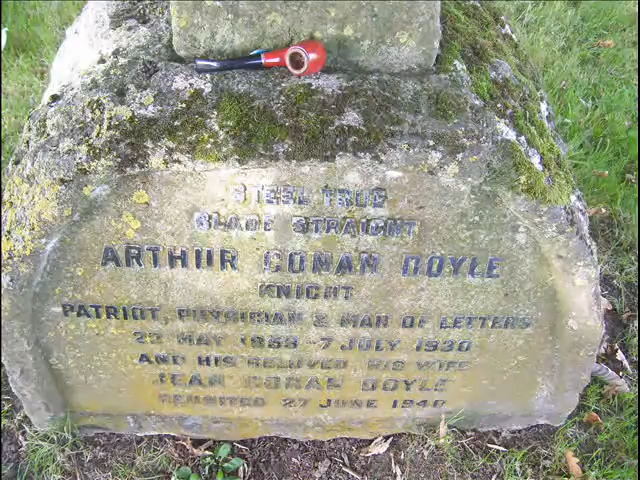 STEEL TRUE
BLADE STRAIGHT
ARTHUR CONAN DOYLE
KNIGHT
PATRIOT, PHYSICIAN & MAN OF LETTERS
22 MAY 1859 - 7 JULY 1930
AND HIS BELOVED, HIS WIFE
JEAN CONAN DOYLE
REUNITED 27 JUNE 1940